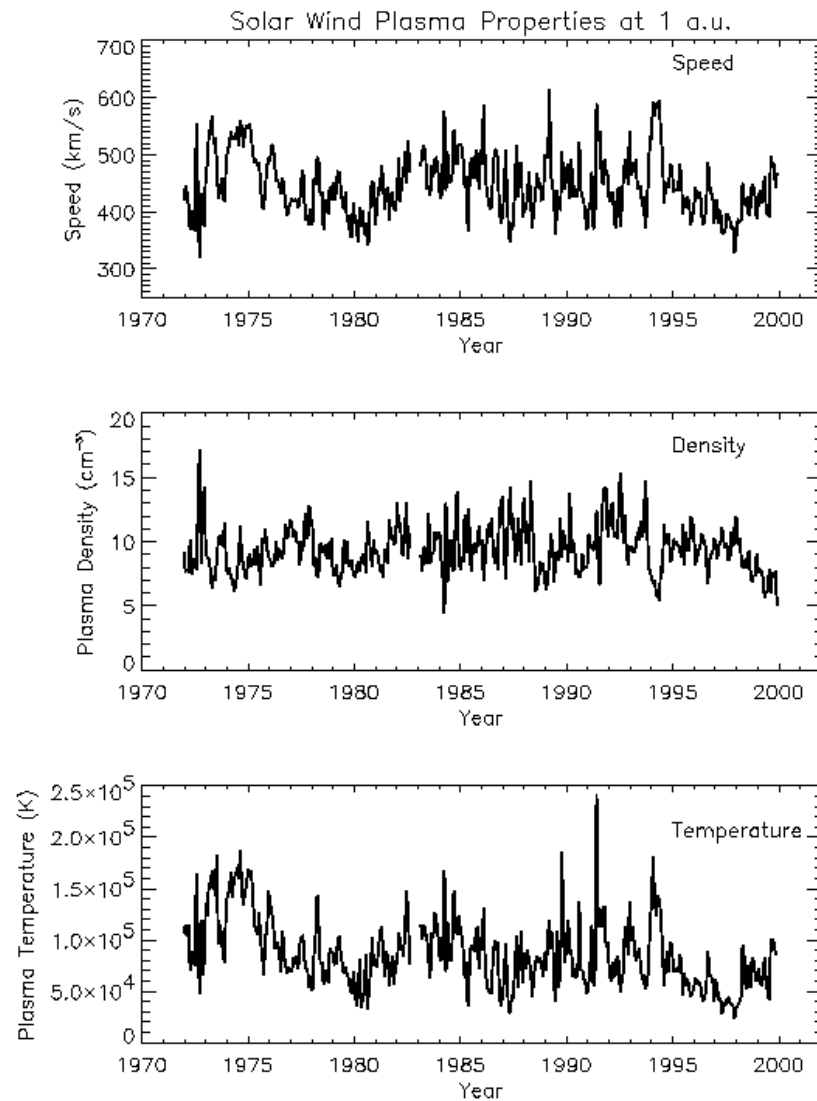 Solar Wind Plasma Properties at 1 a.u.
700
600
500
400
300
Speed (km/s)
Speed
1970 1975 1980 1985 1990 1995 2000
Year
20
15
10
5
0
Plasma Density (cm⁻³)
Density
1970 1975 1980 1985 1990 1995 2000
Year
2.5×10⁵
2.0×10⁵
1.5×10⁵
1.0×10⁵
5.0×10⁴
0
Plasma Temperature (K)
Temperature
1970 1975 1980 1985 1990 1995 2000
Year